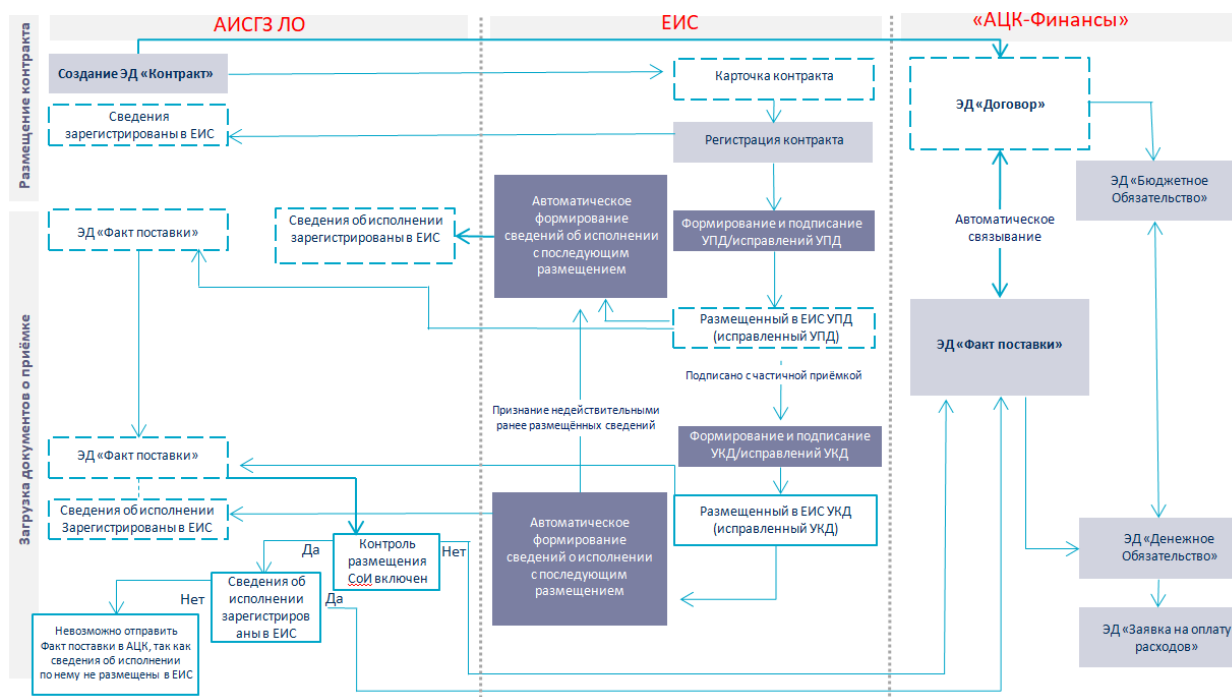 АИСГЗ ЛО
ЕИС
«АЦК-Финансы»
Размещение контракта
Создание ЭД «Контракт»
Карточка контракта
ЭД «Договор»
Сведения
зарегистрированы в ЕИС
Регистрация контракта
ЭД «Бюджетное
Обязательство»
Автоматическое
связывание
Загрузка документов о приёмке
ЭД «Факт поставки»
Сведения об исполнении
зарегистрированы в ЕИС
Автоматическое
формирование
сведений об исполнении
с последующим
размещением
Формирование и подписание
УПД/исправлений УПД
Размещенный в ЕИС УПД
(исправленный УПД)
ЭД «Факт поставки»
Подписано с частичной приёмкой
Признание недействительными
ранее размещённых сведений
Формирование и подписание
УКД/исправлений УКД
ЭД «Факт поставки»
Сведения об исполнении
Зарегистрированы в ЕИС
Автоматическое
формирование
сведений о исполнении
с последующим
размещением
Размещенный в ЕИС УКД
(исправленный УКД)
Да
Контроль
размещения
СоИ включен
Нет
ЭД «Денежное
Обязательство»
Нет
Сведения об
исполнении
зарегистриров
аны в ЕИС
Да
Невозможно отправить
Факт поставки в АЦК, так как
сведения об исполнении
по нему не размещены в ЕИС
ЭД «Заявка на оплату
расходов»